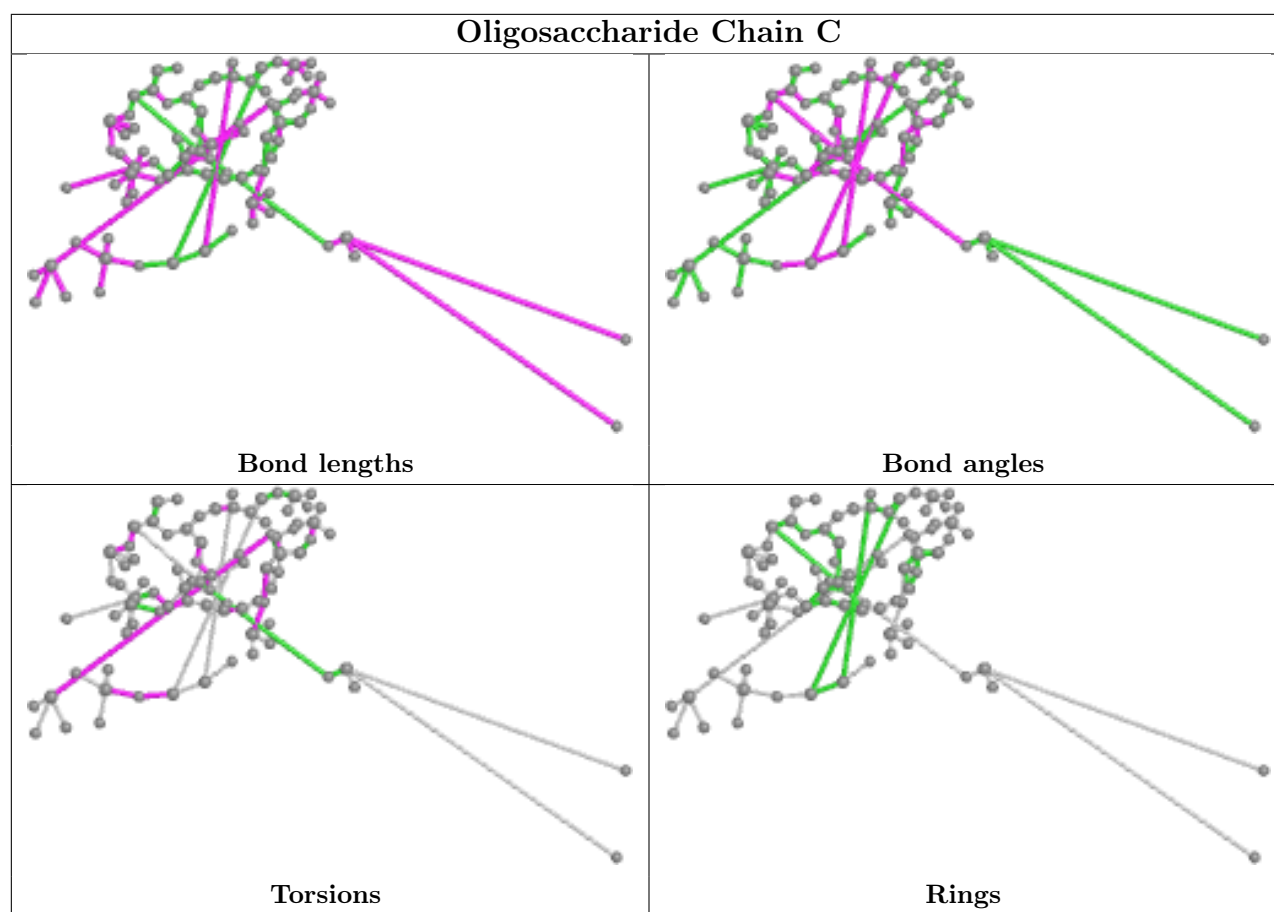 Oligosaccharide Chain C
Bond lengths
Bond angles
Torsions
Rings